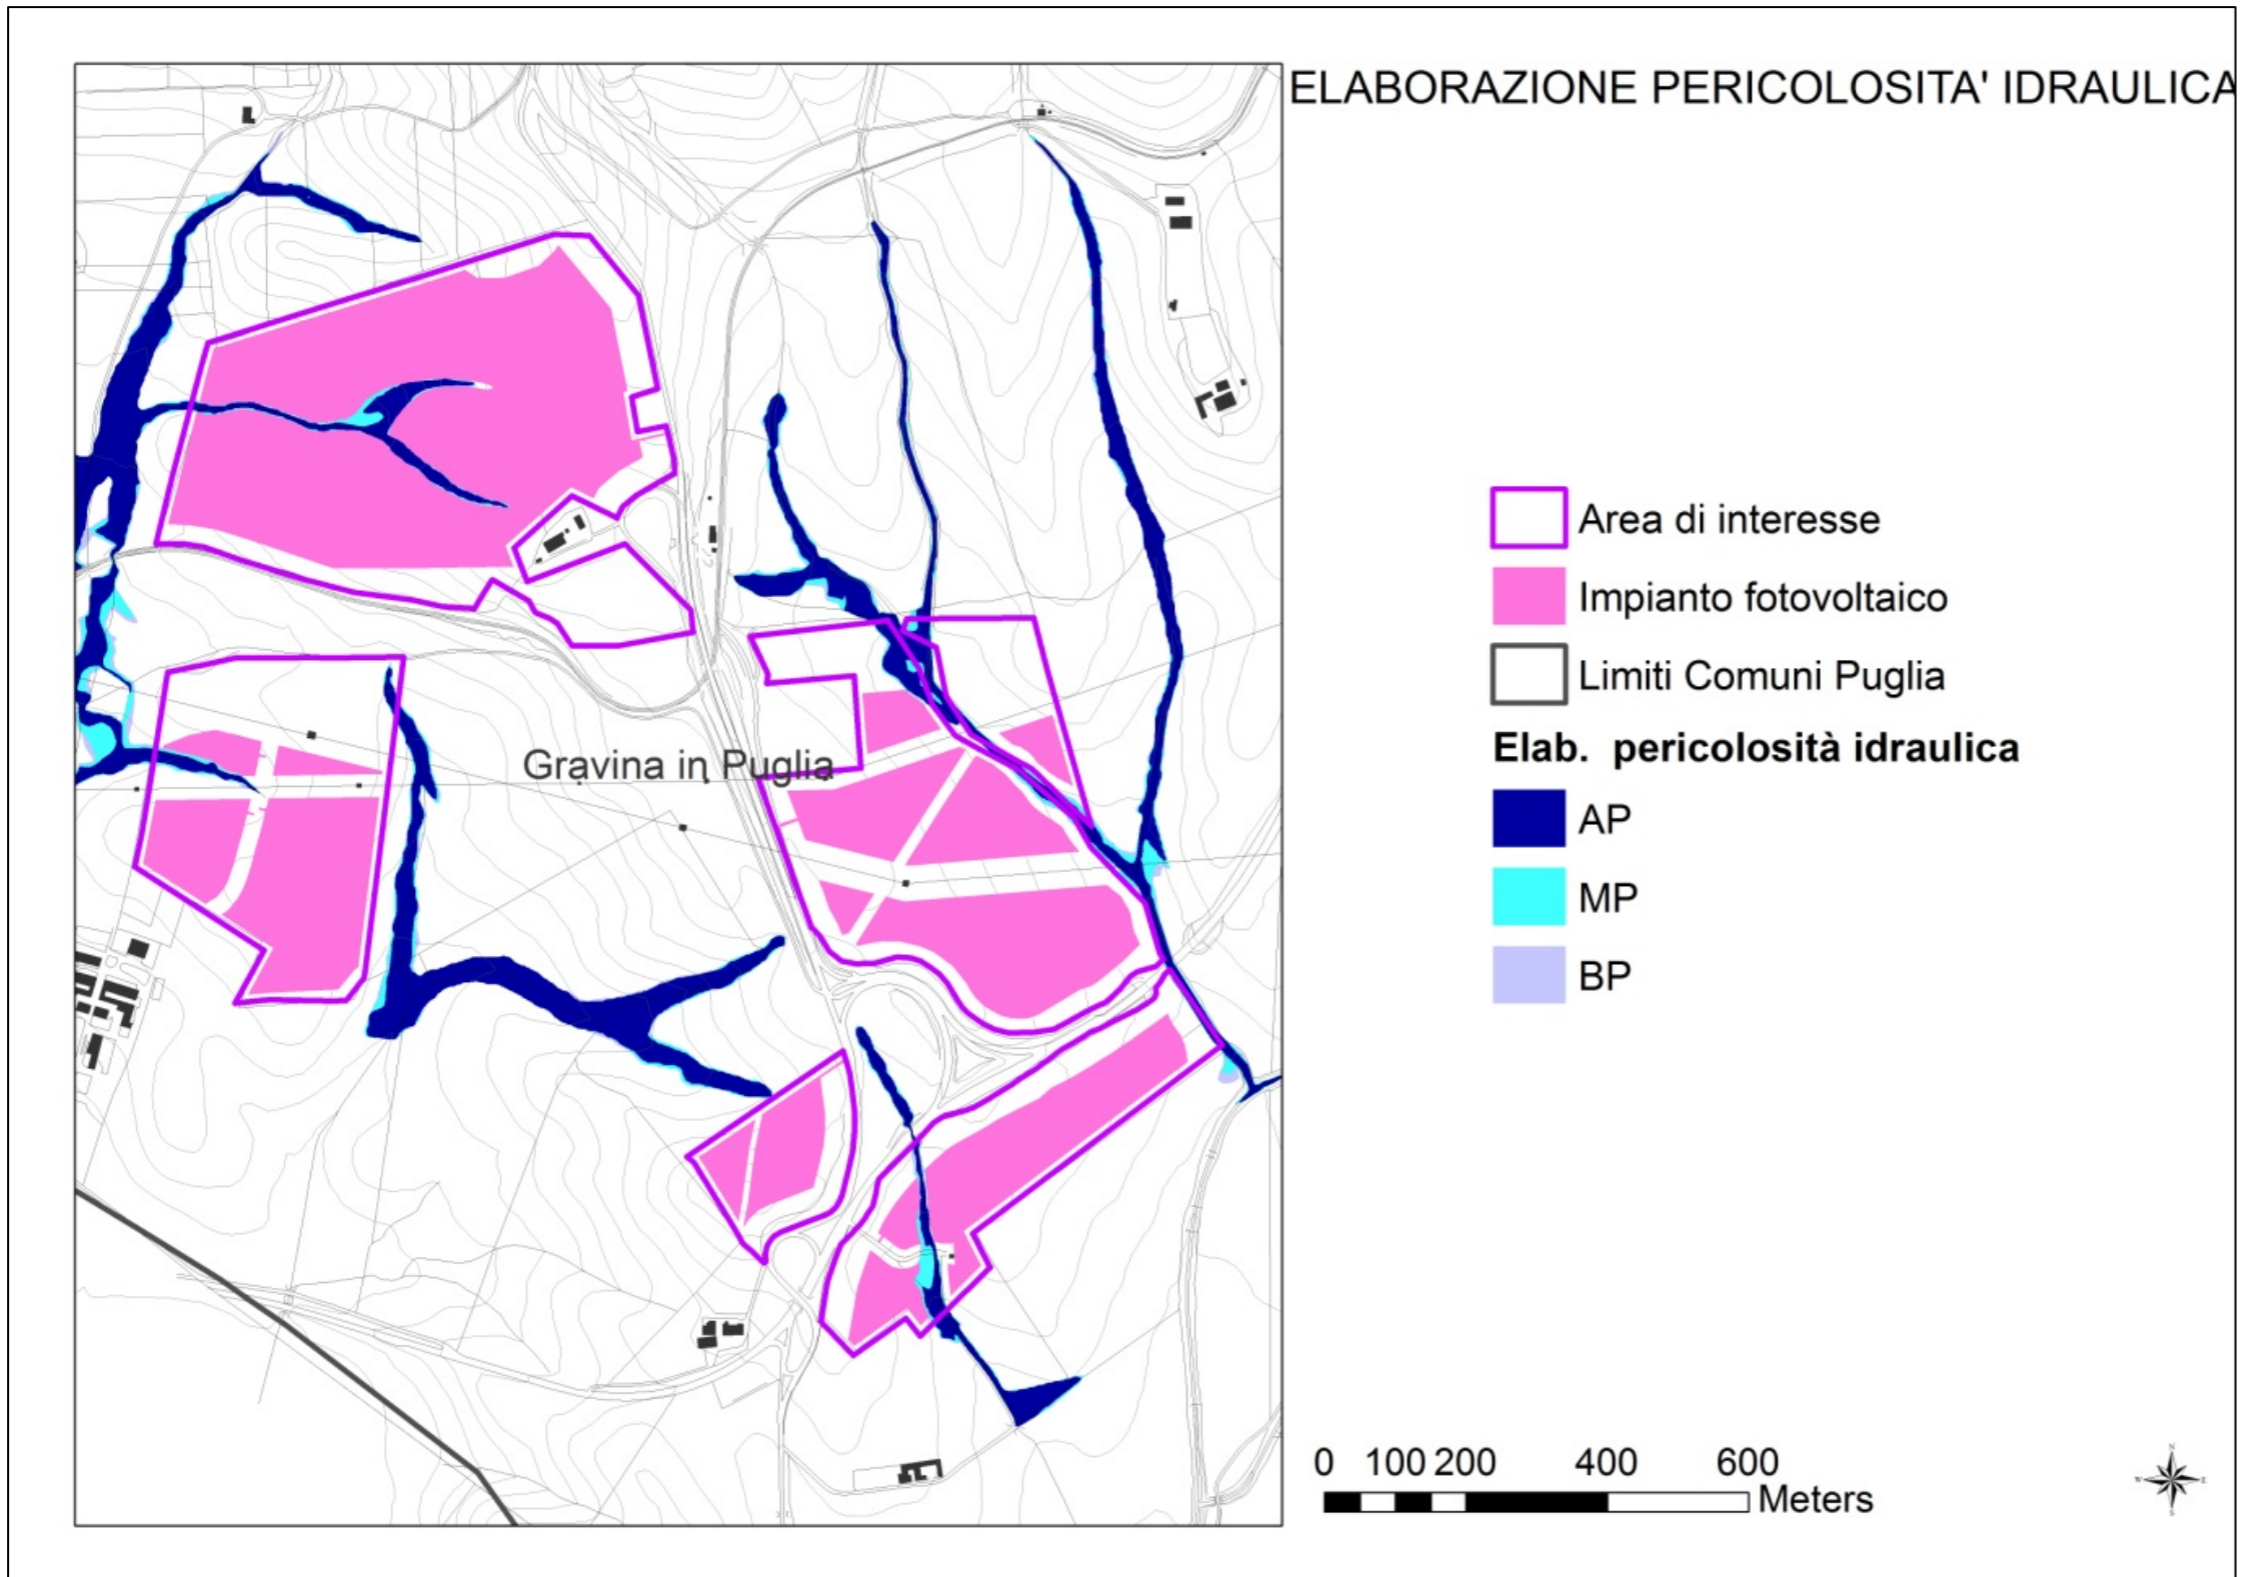 ELABORAZIONE PERICOLOSITA' IDRAULICA
Gravina in Puglia
Area di interesse
Impianto fotovoltaico
Limiti Comuni Puglia
Elab. pericolosità idraulica
AP
MP
BP
0 100 200 400 600
Meters
N
W E
S